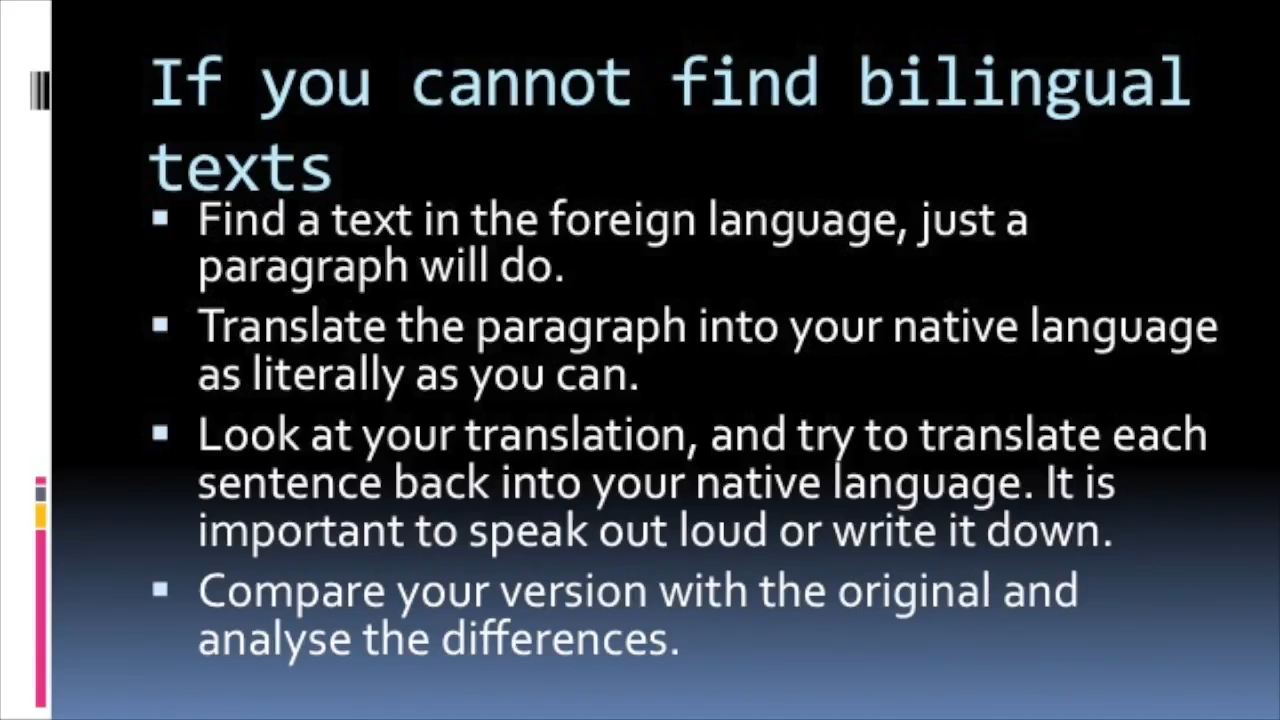 If you cannot find bilingual
texts
Find a text in the foreign language, just a
paragraph will do.
Translate the paragraph into your native language
as literally as you can.
Look at your translation, and try to translate each
sentence back into your native language. It is
important to speak out loud or write it down.
Compare your version with the original and
analyse the differences.